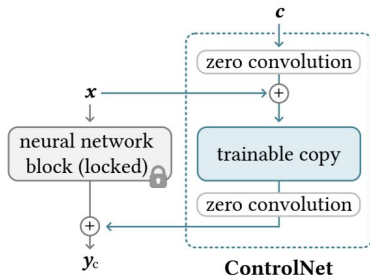 c
zero convolution
x
+
neural network
block (locked)
trainable copy
zero convolution
+
y_c
ControlNet